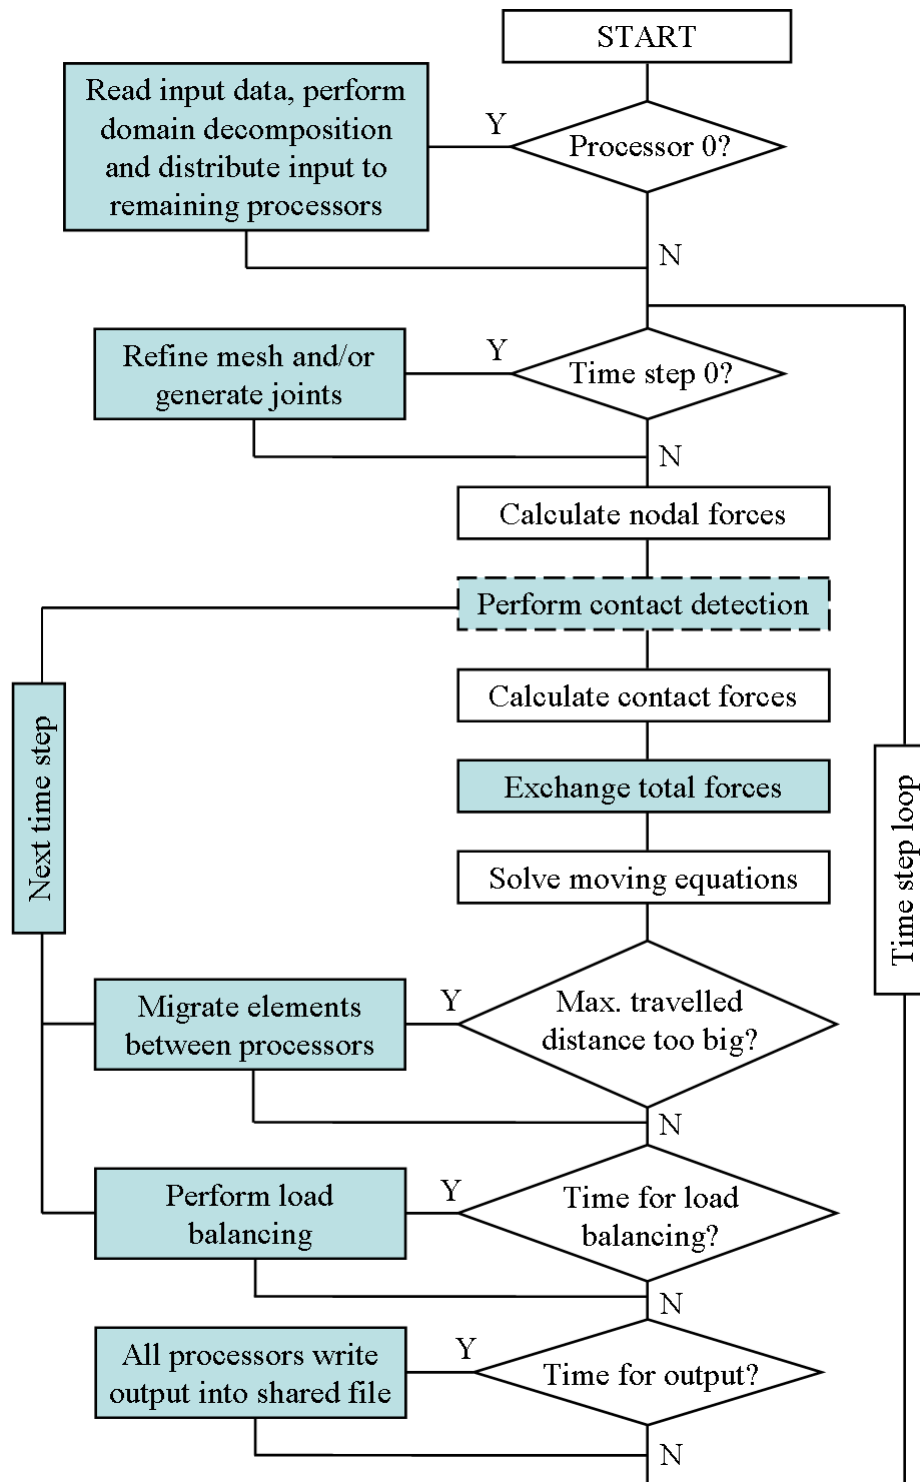 START
Read input data, perform
domain decomposition
and distribute input to
remaining processors
Y
Processor 0?
N
Refine mesh and/or
generate joints
Y
Time step 0?
N
Calculate nodal forces
Perform contact detection
Calculate contact forces
Exchange total forces
Solve moving equations
Next time step
Time step loop
Migrate elements
between processors
Y
Max. travelled
distance too big?
N
Perform load
balancing
Y
Time for load
balancing?
N
All processors write
output into shared file
Y
Time for output?
N